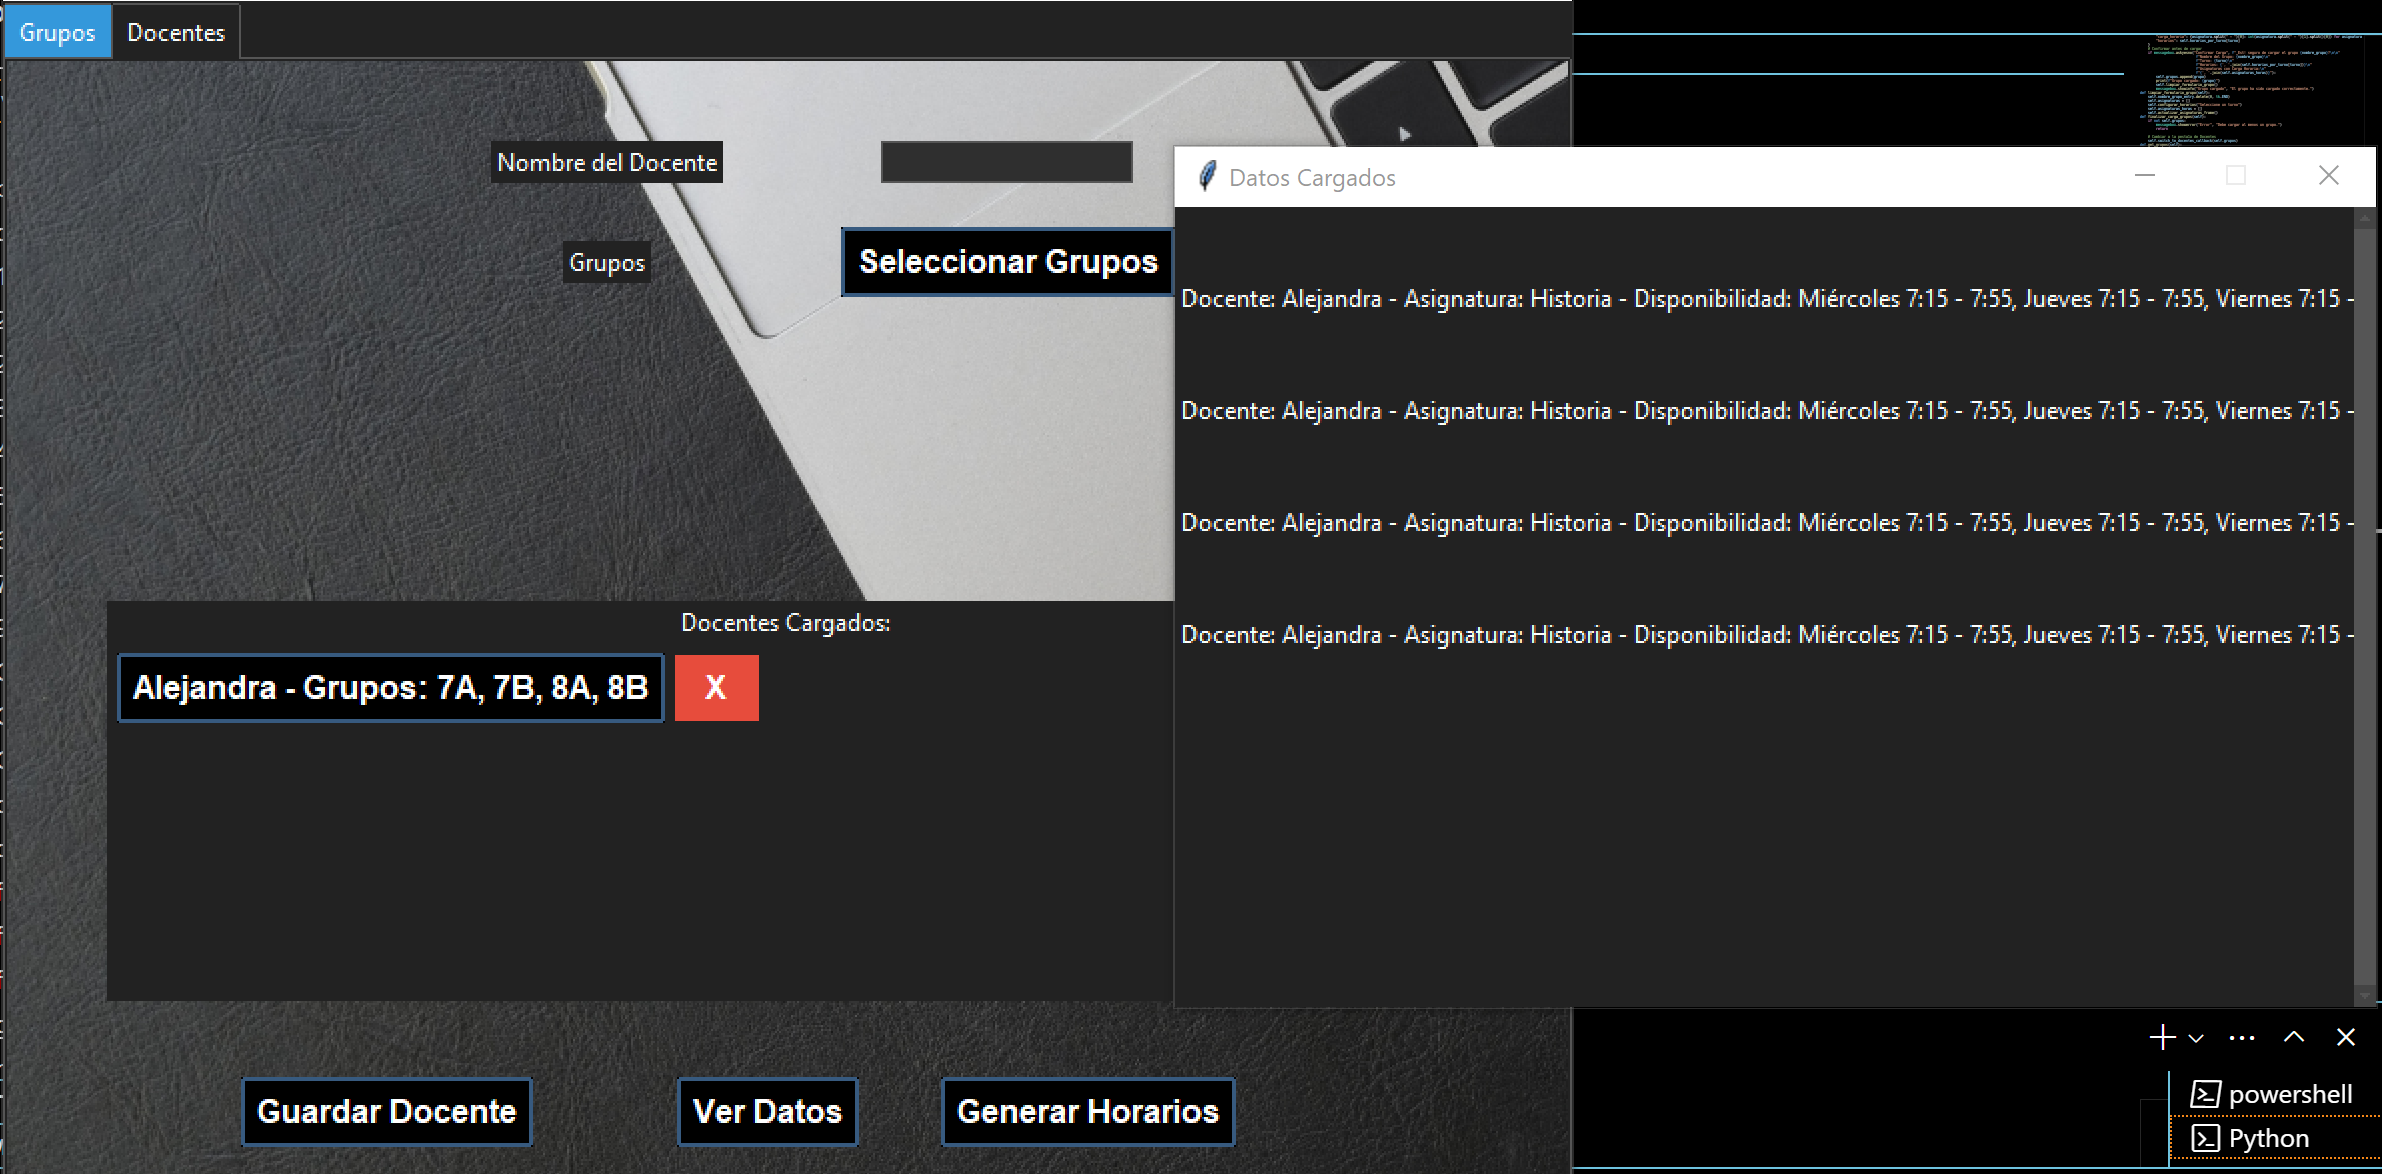 Grupos
Docentes
Nombre del Docente
Grupos
Seleccionar Grupos
Docentes Cargados:
Alejandra - Grupos: 7A, 7B, 8A, 8B
X
Guardar Docente
Ver Datos
Generar Horarios
Datos Cargados
Docente: Alejandra - Asignatura: Historia - Disponibilidad: Miércoles 7:15 - 7:55, Jueves 7:15 - 7:55, Viernes 7:15 -
Docente: Alejandra - Asignatura: Historia - Disponibilidad: Miércoles 7:15 - 7:55, Jueves 7:15 - 7:55, Viernes 7:15 -
Docente: Alejandra - Asignatura: Historia - Disponibilidad: Miércoles 7:15 - 7:55, Jueves 7:15 - 7:55, Viernes 7:15 -
Docente: Alejandra - Asignatura: Historia - Disponibilidad: Miércoles 7:15 - 7:55, Jueves 7:15 - 7:55, Viernes 7:15 -
powershell
Python